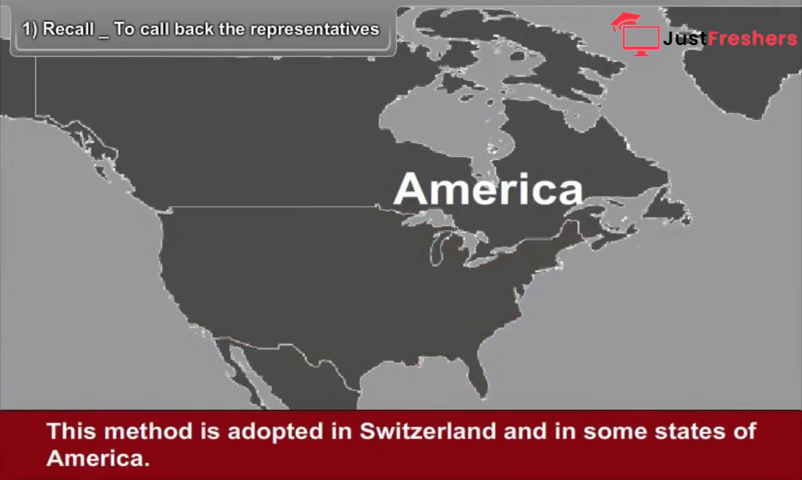 1) Recall _ To call back the representatives
JustFreshers
America
This method is adopted in Switzerland and in some states of
America.